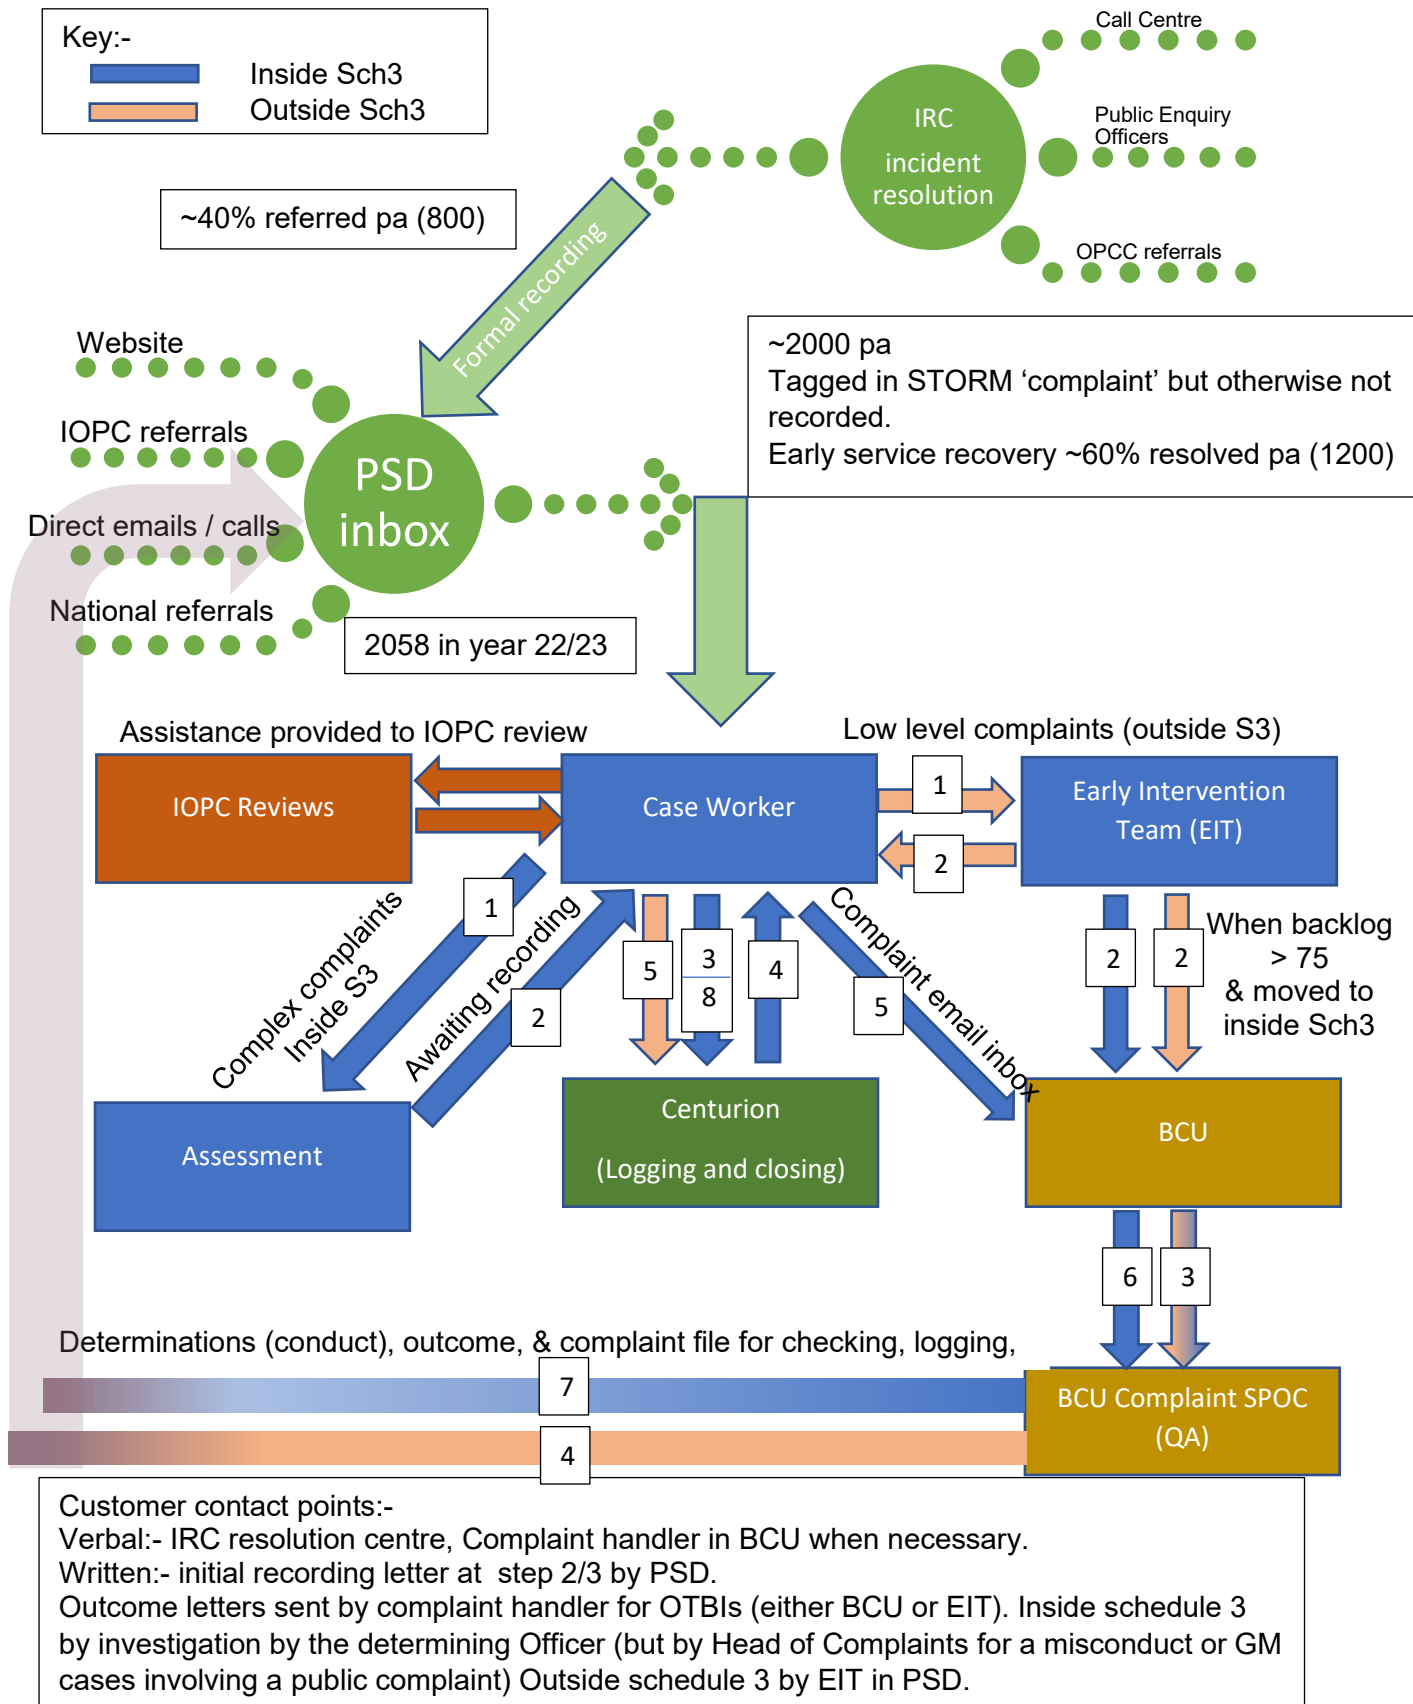 Key:-
Inside Sch3
Outside Sch3
Call Centre
IRC
incident
resolution
Public Enquiry
Officers
OPCC referrals
~40% referred pa (800)
Formal recording
~2000 pa
Tagged in STORM ‘complaint’ but otherwise not
recorded.
Early service recovery ~60% resolved pa (1200)
Website
IOPC referrals
Direct emails / calls
National referrals
PSD
inbox
2058 in year 22/23
Assistance provided to IOPC review
Low level complaints (outside S3)
IOPC Reviews
Case Worker
1
2
Early Intervention
Team (EIT)
Complex complaints
Inside S3
1
Awaiting recording
2
5
3
8
4
Complaint email inbox
5
2
2
When backlog
> 75
& moved to
inside Sch3
Assessment
Centurion
(Logging and closing)
BCU
6
3
Determinations (conduct), outcome, & complaint file for checking, logging,
7
4
BCU Complaint SPOC
(QA)
Customer contact points:-
Verbal:- IRC resolution centre, Complaint handler in BCU when necessary.
Written:- initial recording letter at  step 2/3 by PSD.
Outcome letters sent by complaint handler for OTBIs (either BCU or EIT). Inside schedule 3
by investigation by the determining Officer (but by Head of Complaints for a misconduct or GM
cases involving a public complaint) Outside schedule 3 by EIT in PSD.